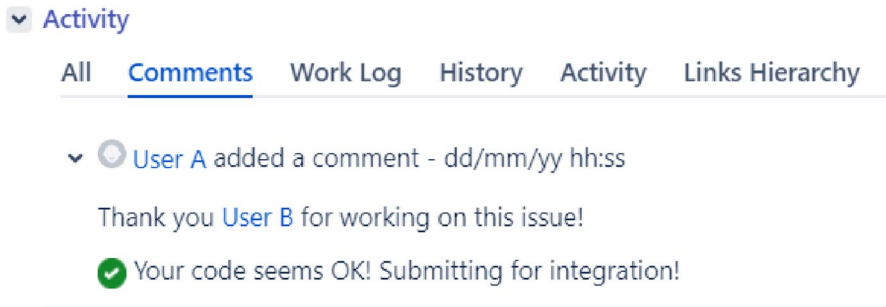 Activity
All Comments Work Log History Activity Links Hierarchy
User A added a comment - dd/mm/yy hh:ss
Thank you User B for working on this issue!
Your code seems OK! Submitting for integration!